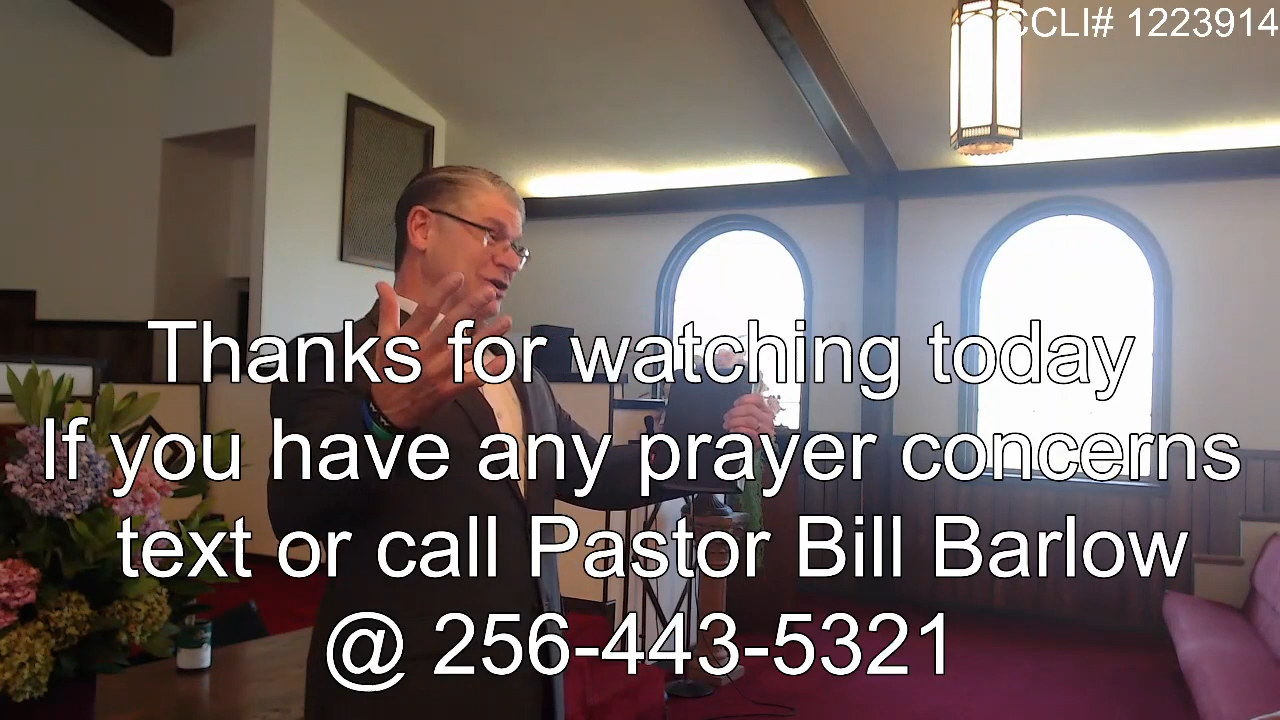 CCLI# 1223914
Thanks for watching today
If you have any prayer concerns
text or call Pastor Bill Barlow
@ 256-443-5321